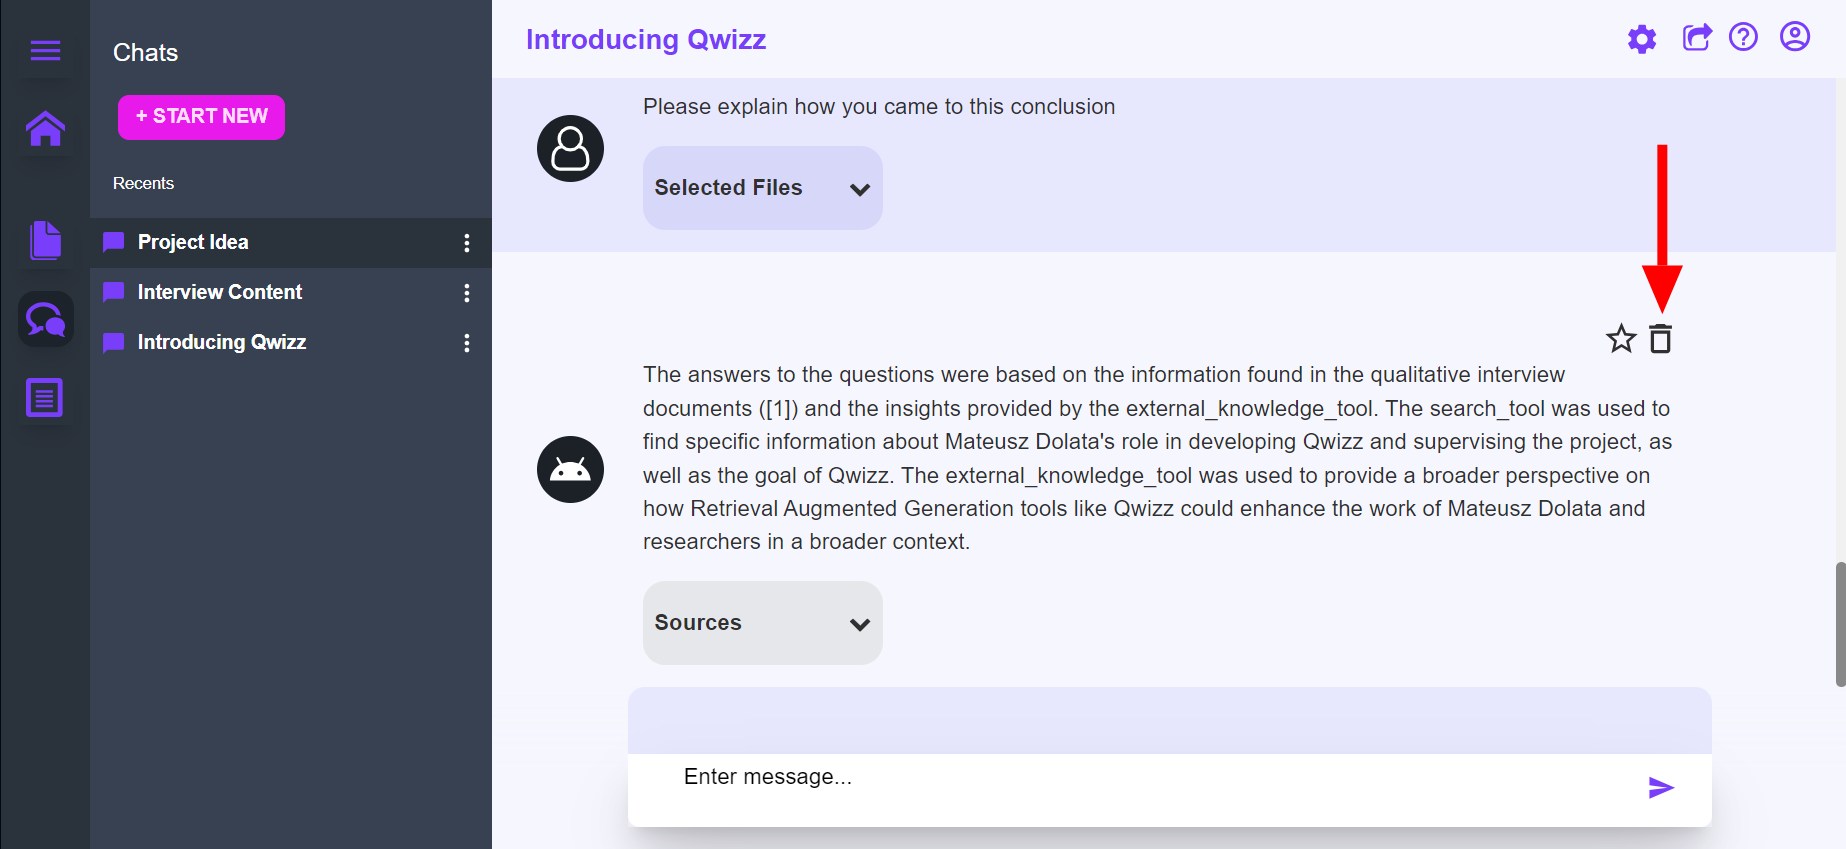 Chats
+ START NEW
Recents
Project Idea
Interview Content
Introducing Qwizz
Introducing Qwizz
Please explain how you came to this conclusion
Selected Files
The answers to the questions were based on the information found in the qualitative interview
documents ([1]) and the insights provided by the external_knowledge_tool. The search_tool was used to
find specific information about Mateusz Dolata's role in developing Qwizz and supervising the project, as
well as the goal of Qwizz. The external_knowledge_tool was used to provide a broader perspective on
how Retrieval Augmented Generation tools like Qwizz could enhance the work of Mateusz Dolata and
researchers in a broader context.
Sources
Enter message...